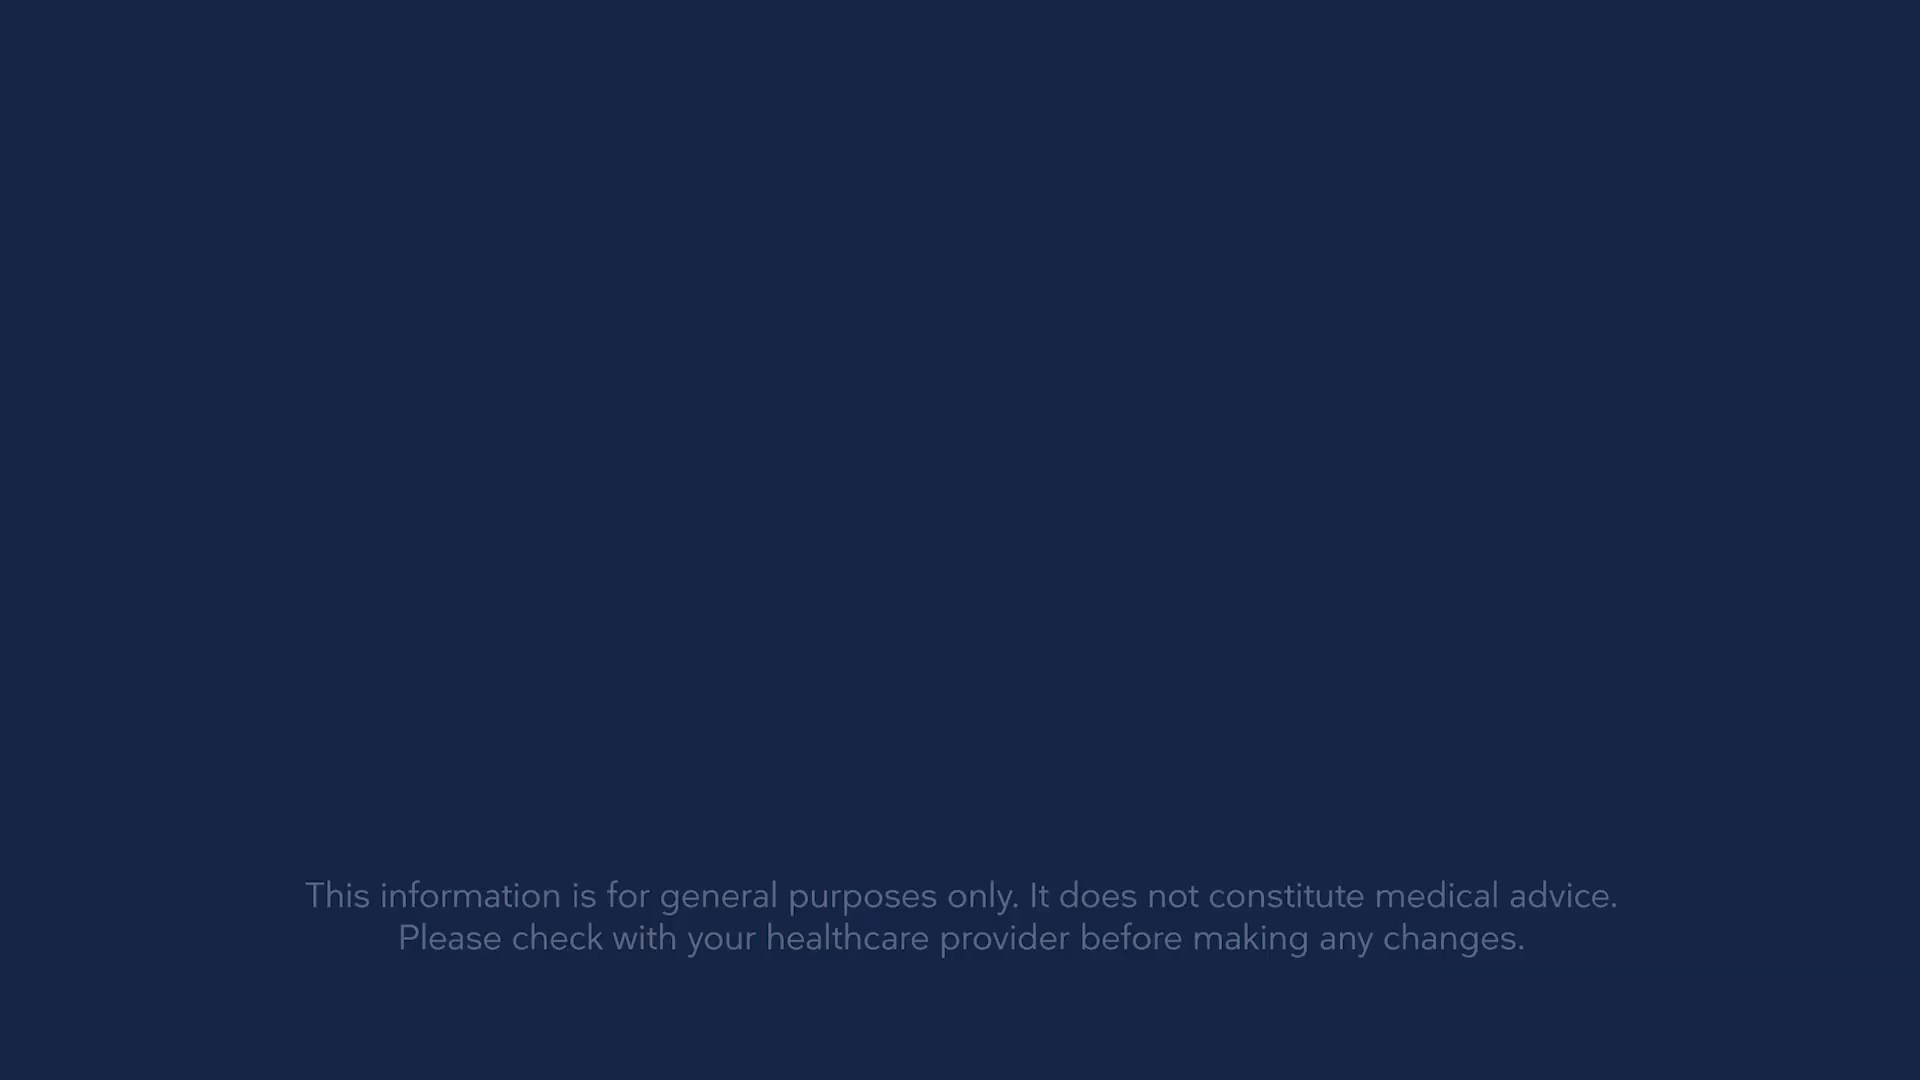 This information is for general purposes only. It does not constitute medical advice.
Please check with your healthcare provider before making any changes.